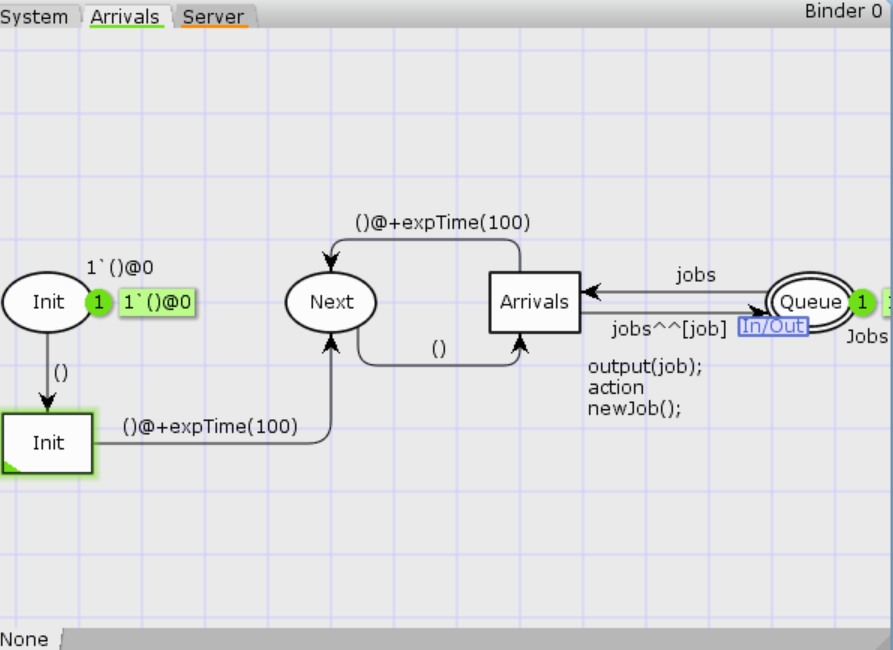 System Arrivals Server Binder 0
()@+expTime(100)
1`()@0
Init 1 1`()@0
Next
Arrivals
jobs
Queue 1
jobs^^[job]
In/Out
Jobs
()
()
output(job);
action
newJob();
Init
()@+expTime(100)
None